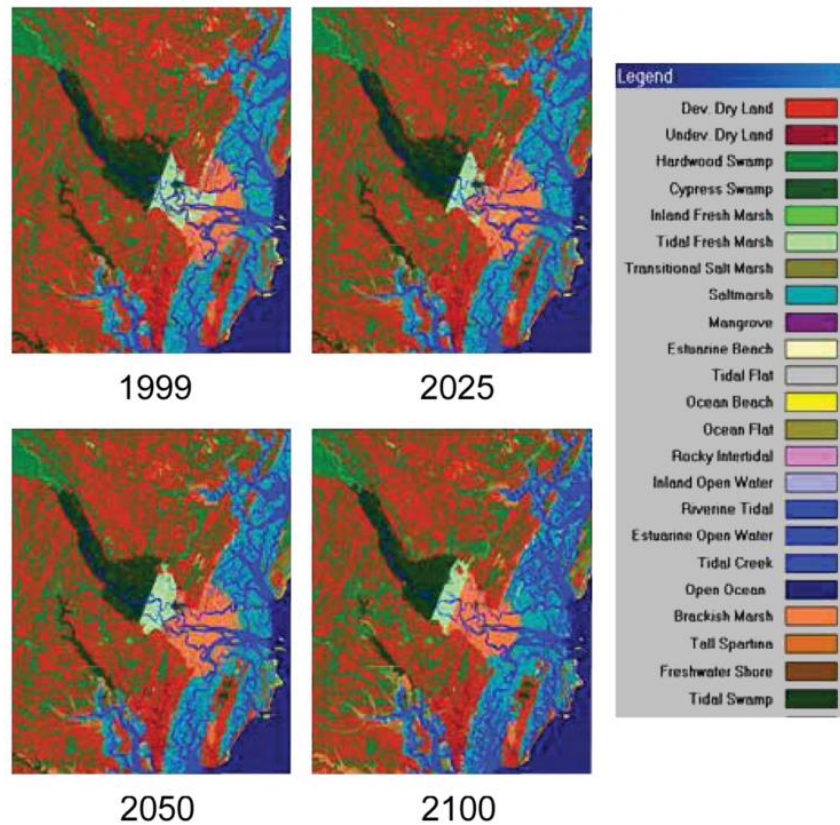 1999
2025
2050
2100
Legend
Dev. Dry Land
Undev. Dry Land
Hardwood Swamp
Cypress Swamp
Inland Fresh Marsh
Tidal Fresh Marsh
Transitional Salt Marsh
Saltmarsh
Mangrove
Estuarine Beach
Tidal Flat
Ocean Beach
Ocean Flat
Rocky Intertidal
Inland Open Water
Riverine Tidal
Estuarine Open Water
Tidal Creek
Open Ocean
Brackish Marsh
Tall Spartina
Freshwater Shore
Tidal Swamp